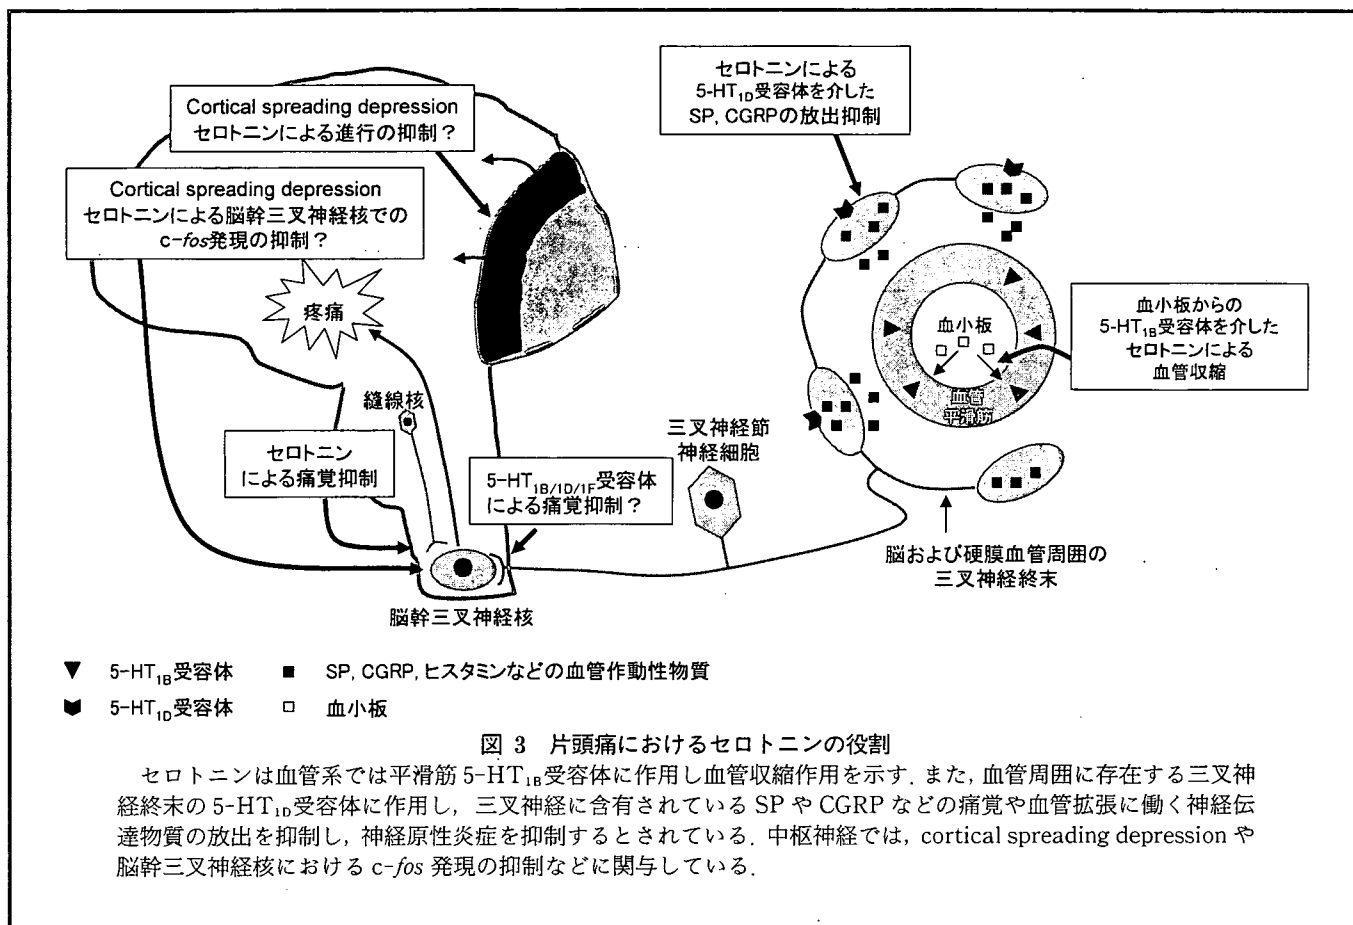 Cortical spreading depression
セロトニンによる進行の抑制？
Cortical spreading depression
セロトニンによる脳幹三叉神経核での
c-fos発現の抑制？
疼痛
縫線核
セロトニン
による痛覚抑制
5-HT1B/1D/1F受容体
による痛覚抑制？
脳幹三叉神経核
三叉神経節
神経細胞
セロトニンによる
5-HT1D受容体を介した
SP, CGRPの放出抑制
血小板
血管
平滑筋
血小板からの
5-HT1B受容体を介した
セロトニンによる
血管収縮
脳および硬膜血管周囲の
三叉神経終末
▼ 5-HT1B受容体 ■ SP, CGRP, ヒスタミンなどの血管作動性物質
5-HT1D受容体 □ 血小板
図 3 片頭痛におけるセロトニンの役割
セロトニンは血管系では平滑筋 5-HT1B受容体に作用し血管収縮作用を示す．また，血管周囲に存在する三叉神
経終末の 5-HT1D受容体に作用し，三叉神経に含有されている SP や CGRP などの痛覚や血管拡張に働く神経伝
達物質の放出を抑制し，神経原性炎症を抑制するとされている．中枢神経では，cortical spreading depression や
脳幹三叉神経核における c-fos 発現の抑制などに関与している．